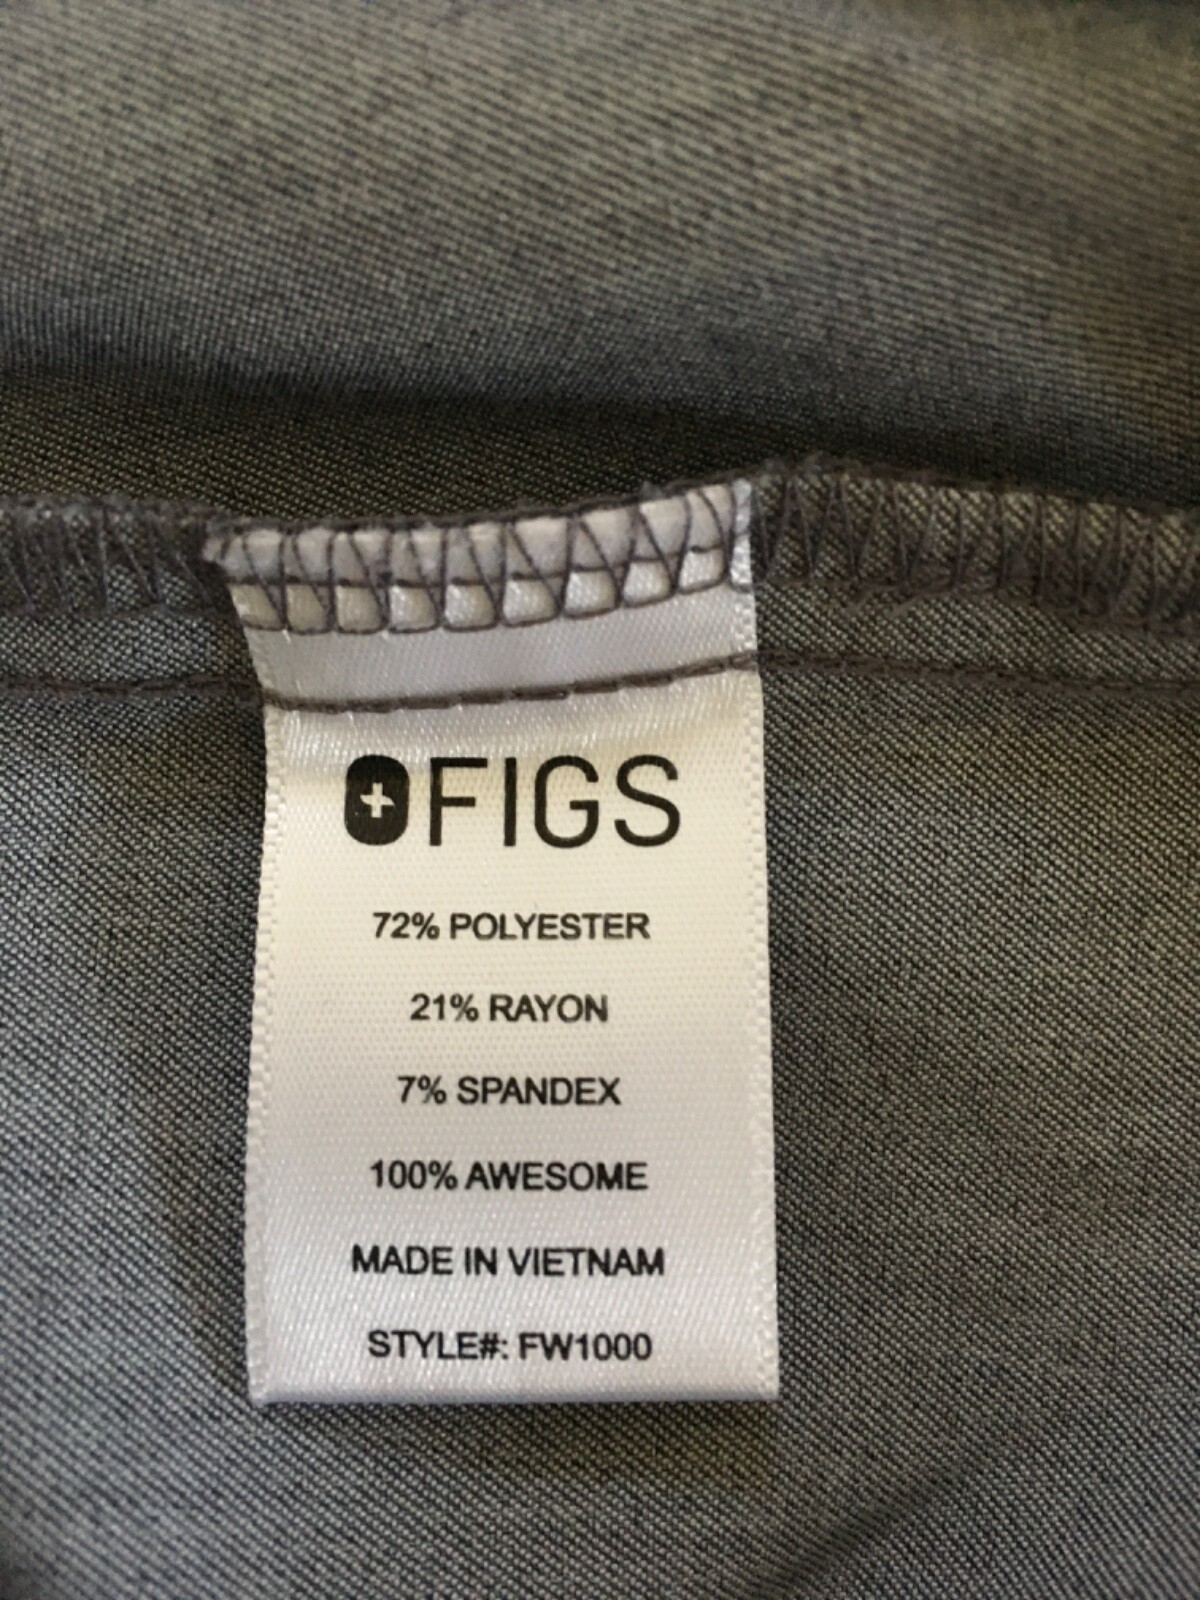 FIGS
72% POLYESTER
21% RAYON
7% SPANDEX
100% AWESOME
MADE IN VIETNAM
STYLE#: FW1000